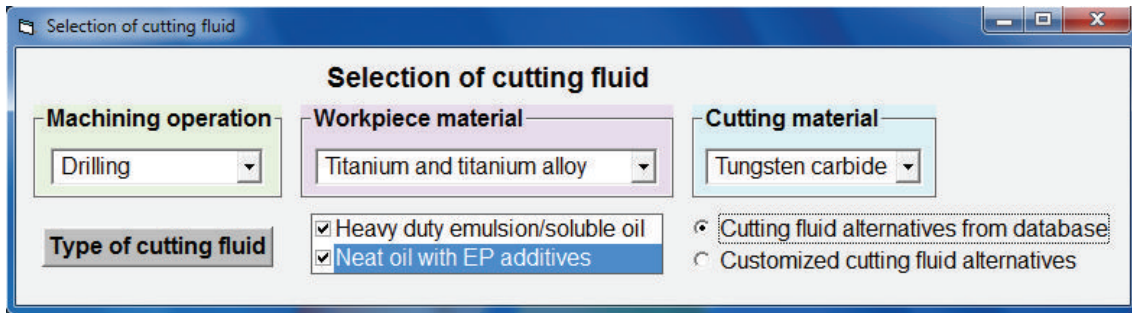 Selection of cutting fluid
Selection of cutting fluid
Machining operation
Workpiece material
Cutting material
Drilling
Titanium and titanium alloy
Tungsten carbide
Type of cutting fluid
Heavy duty emulsion/soluble oil
Neat oil with EP additives
Cutting fluid alternatives from database
Customized cutting fluid alternatives